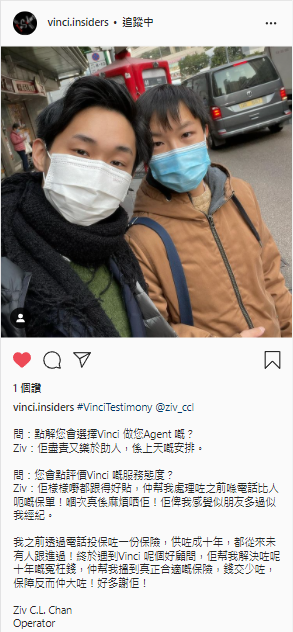 vinci.insiders • 追蹤中
1 個讚
vinci.insiders #VinciTestimony @ziv_ccl
問：點解您會選擇Vinci 做您Agent 嘅？
Ziv：佢盡責又樂於助人，係上天嘅安排。
問：您會點評價Vinci 嘅服務態度？
Ziv：佢樣樣嘢都跟得好貼，仲幫我處理咗之前喺電話比人
呃嘅保單！嗰次真係麻煩晒佢！佢俾我感覺似朋友多過似
我經紀。
我之前透過電話投保咗一份保險，供咗成十年，都從來未
有人跟進過！終於遇到Vinci 呢個好顧問，佢幫我解決咗呢
十年嘅冤枉錢，仲幫我搵到真正合適嘅保險，錢交少咗，
保障反而仲大咗！好多謝佢！
Ziv C.L. Chan
Operator